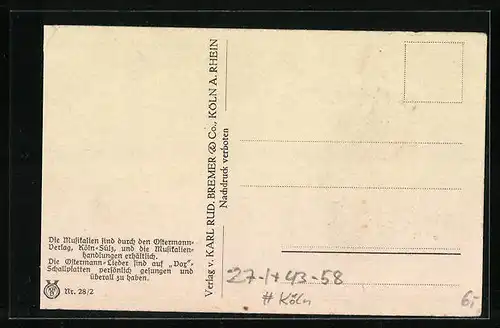 Die Musikalien sind durch den Ostermann-
Verlag, Köln-Sülz, und die Musikalien-
handlungen erhältlich.
Die Ostermann-Lieder sind auf „Vox"-
Schallplatten persönlich gesungen und
überall zu haben.
Nr. 28/2
Verlag v. KARL RUD. BREMER & Co., KÖLN A. RHEIN
Nachdruck verboten
27-1+43-58
# Köln
6,-